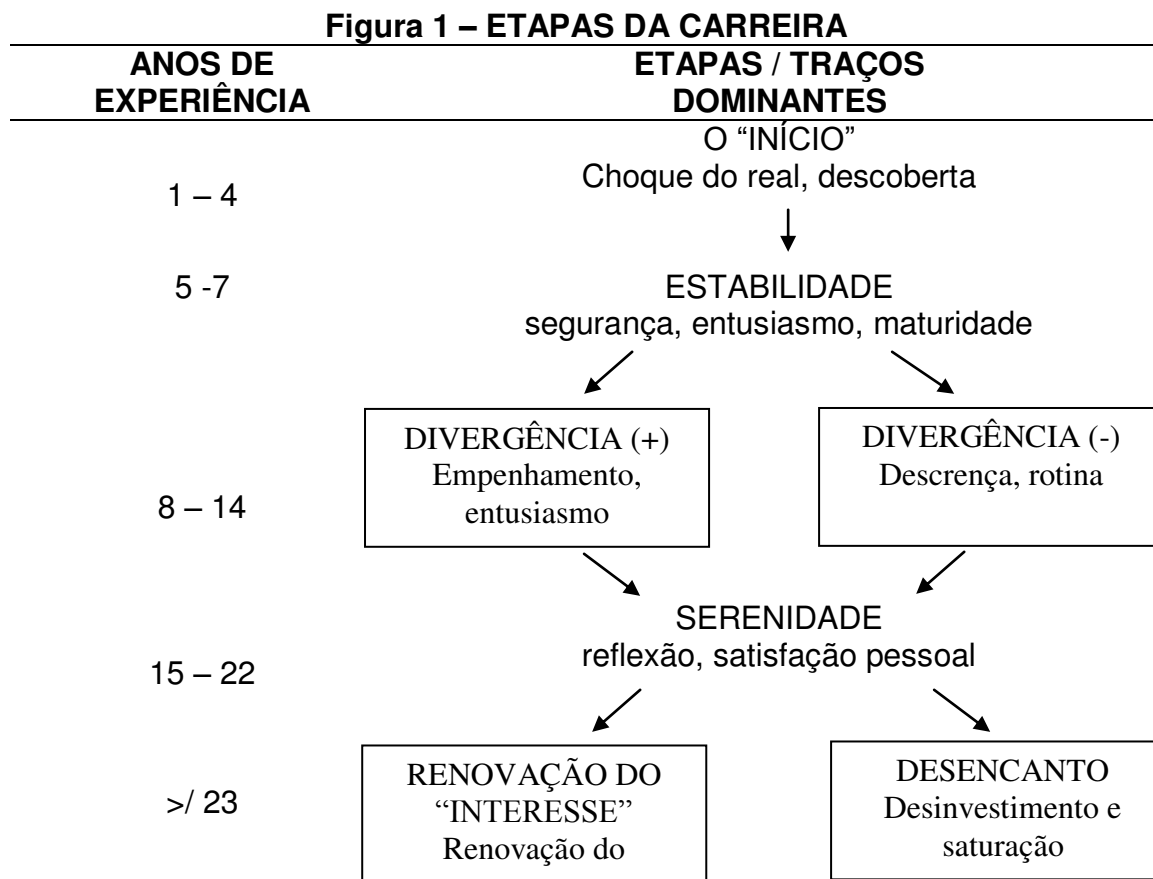 Figura 1 – ETAPAS DA CARREIRA
ANOS DE
EXPERIÊNCIA
ETAPAS / TRAÇOS
DOMINANTES
O “INÍCIO”
1 – 4
Choque do real, descoberta
5 -7
ESTABILIDADE
segurança, entusiasmo, maturidade
8 – 14
DIVERGÊNCIA (+)
Empenhamento,
entusiasmo
DIVERGÊNCIA (-)
Descrença, rotina
SERENIDADE
15 – 22
reflexão, satisfação pessoal
>/ 23
RENOVAÇÃO DO
“INTERESSE”
Renovação do
DESENCANTO
Desinvestimento e
saturação